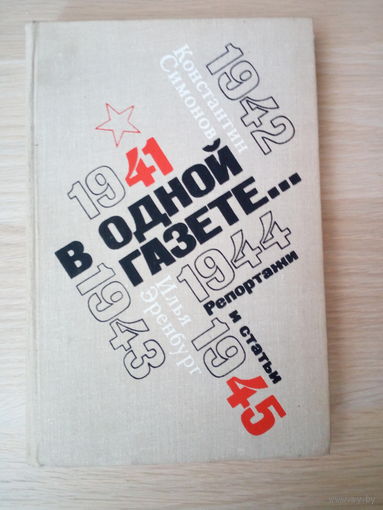 1942
Константин
Симонов
1941
В ОДНОЙ
ГАЗЕТЕ...
1944
Репортажи
и статьи
1943
Илья
Эренбург
1945